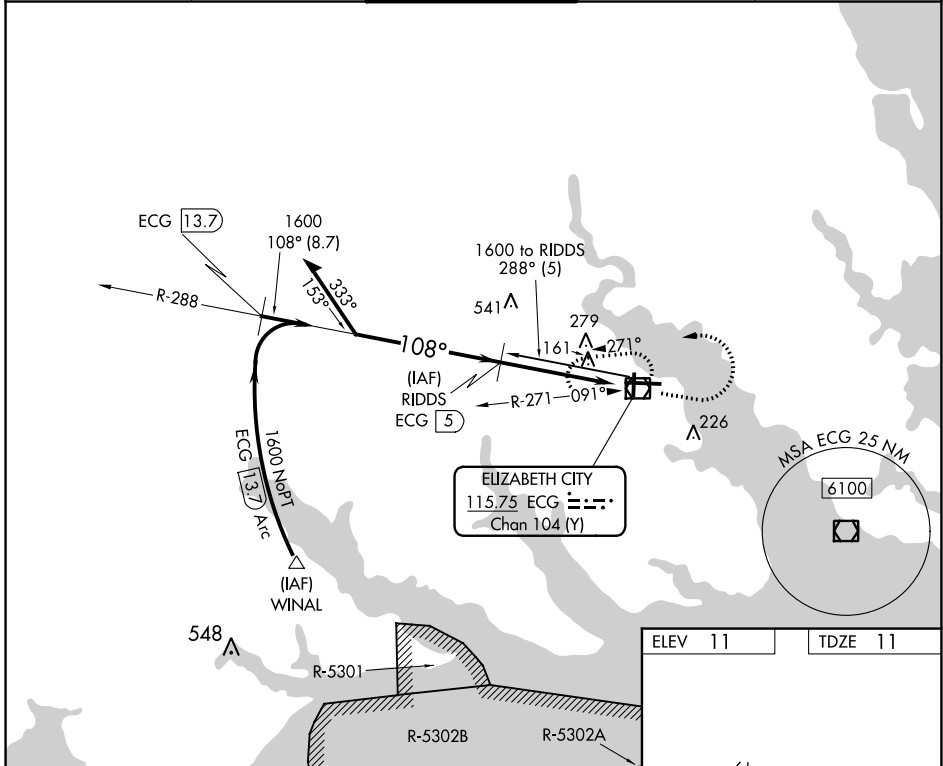 ECG 13.7
1600
108° (8.7)
R-288
333°
153°
1600 to RIDDS
288° (5)
541
279
161
271°
108°
(IAF)
RIDDS
ECG 5
R-271
091°
226
1600 NoPT
ECG 13.7 Arc
ELIZABETH CITY
115.75 ECG
Chan 104 (Y)
MSA ECG 25 NM
6100
(IAF)
WINAL
548
R-5301
R-5302B
R-5302A
ELEV 11
TDZE 11